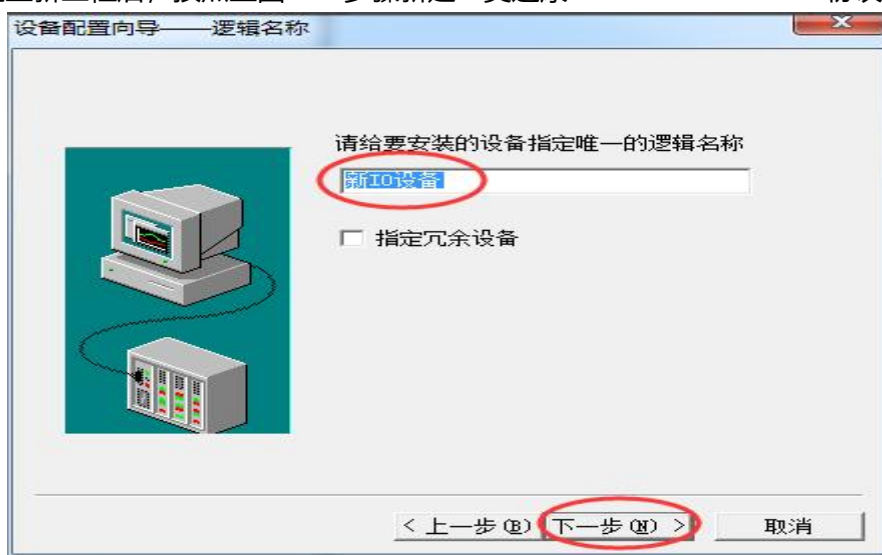 设备配置向导——逻辑名称
请给要安装的设备指定唯一的逻辑名称
新IO设备
指定冗余设备
<上一步(B) 下一步(N)> 取消